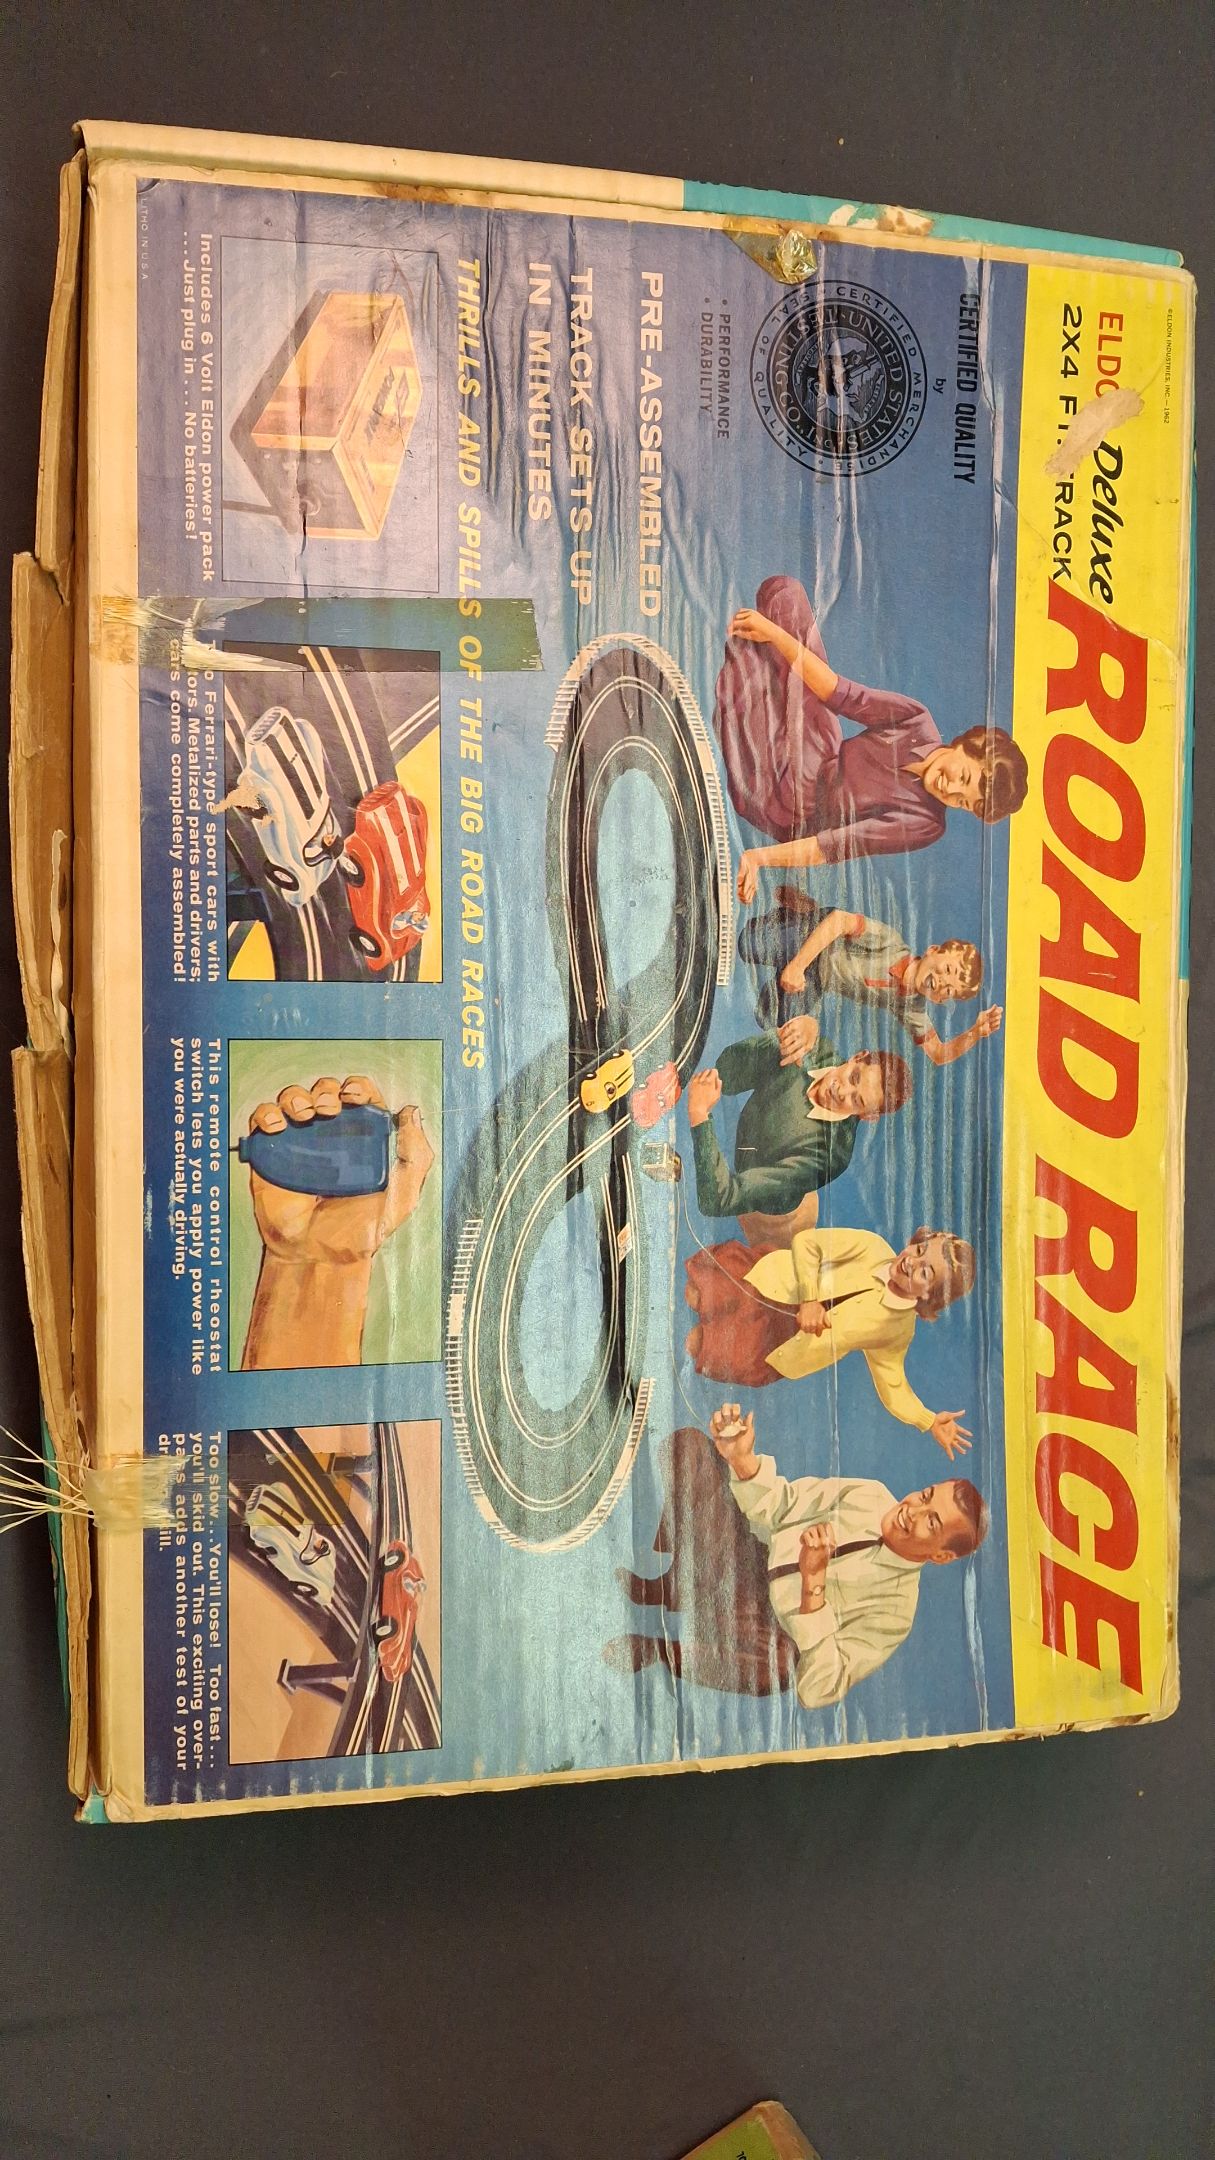 ©ELDON INDUSTRIES, INC.—1962
Deluxe
ROAD RACE
2X4
CERTIFIED QUALITY
by
UNITED STATES TESTING CO.
CERTIFIED MERCHANDISE
SEAL OF QUALITY
• PERFORMANCE
• DURABILITY
PRE-ASSEMBLED
TRACK SETS UP
IN MINUTES
THRILLS AND SPILLS OF THE BIG ROAD RACES
Includes 6 Volt Eldon power pack
...Just plug in... No batteries!
Ferrari-type sport cars with
Metalized parts and drivers;
cars come completely assembled!
This remote control rheostat
switch lets you apply power like
you were actually driving.
Too slow...You'll lose! Too fast...
you'll skid out. This exciting over-
pass adds another test of your
LITHO IN USA